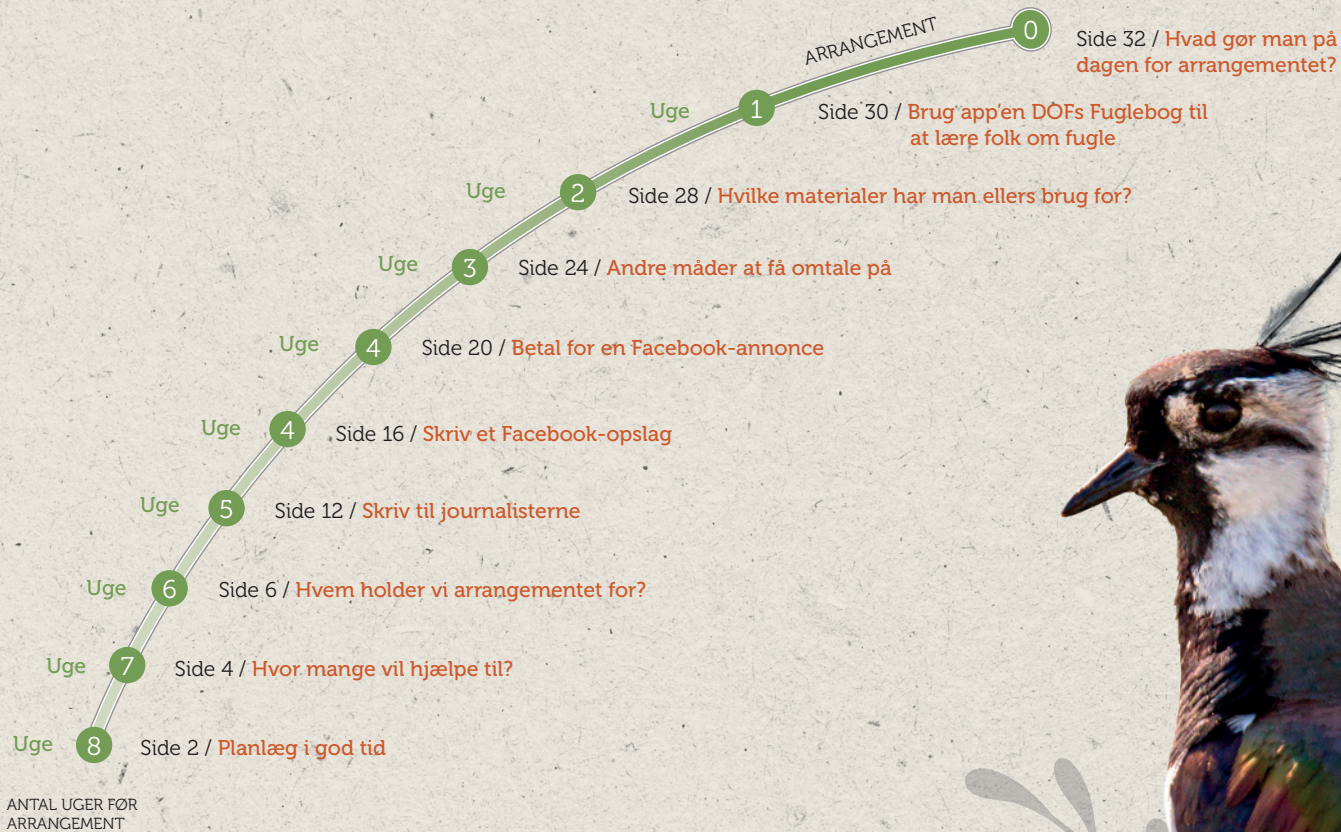 ARRANGEMENT
0
Side 32 / Hvad gør man på
dagen for arrangementet?
Uge 1 Side 30 / Brug app'en DOFs Fuglebog til
at lære folk om fugle
Uge 2 Side 28 / Hvilke materialer har man ellers brug for?
Uge 3 Side 24 / Andre måder at få omtale på
Uge 4 Side 20 / Betal for en Facebook-annonce
Uge 4 Side 16 / Skriv et Facebook-opslag
Uge 5 Side 12 / Skriv til journalisterne
Uge 6 Side 6 / Hvem holder vi arrangementet for?
Uge 7 Side 4 / Hvor mange vil hjælpe til?
Uge 8 Side 2 / Planlæg i god tid
ANTAL UGER FØR
ARRANGEMENT